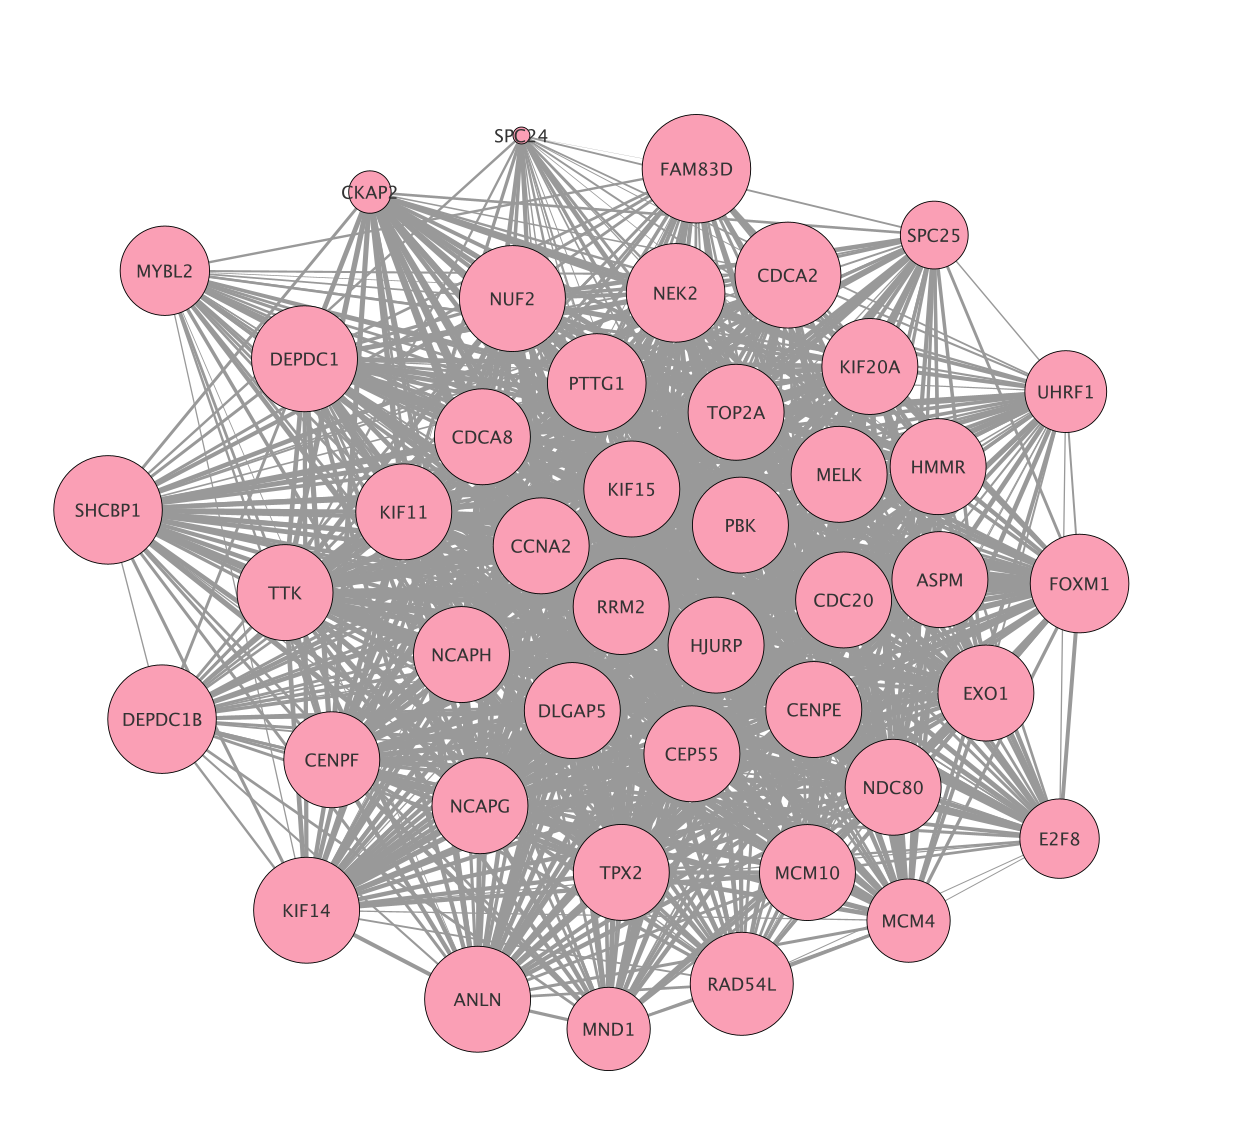 SPC24
FAM83D
CKAP2
SPC25
MYBL2
CDCA2
NEK2
NUF2
DEPDC1
KIF20A
PTTG1
UHRF1
TOP2A
CDCA8
HMMR
MELK
KIF15
SHCBP1
KIF11
PBK
CCNA2
ASPM
FOXM1
TTK
CDC20
RRM2
HJURP
NCAPH
EXO1
DLGAP5
CENPE
DEPDC1B
CEP55
CENPF
NDC80
NCAPG
E2F8
TPX2
MCM10
KIF14
MCM4
RAD54L
ANLN
MND1